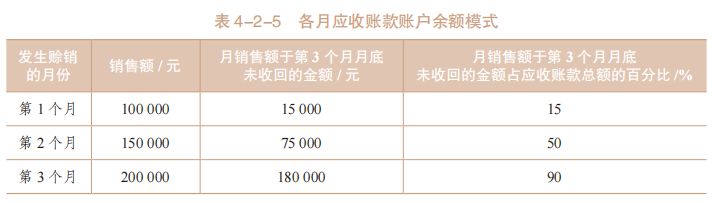 表 4-2-5 各月应收账款账户余额模式
发生赊销的月份 销售额 / 元 月销售额于第 3 个月月底未收回的金额 / 元 月销售额于第 3 个月月底未收回的金额占应收账款总额的百分比 /%
第 1 个月 100 000 15 000 15
第 2 个月 150 000 75 000 50
第 3 个月 200 000 180 000 90